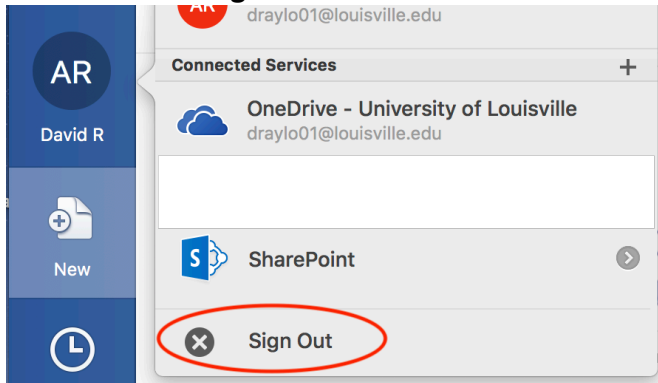 AR
draylo01@louisville.edu
Connected Services
+
AR
David R
OneDrive - University of Louisville
draylo01@louisville.edu
New
S
SharePoint
Sign Out